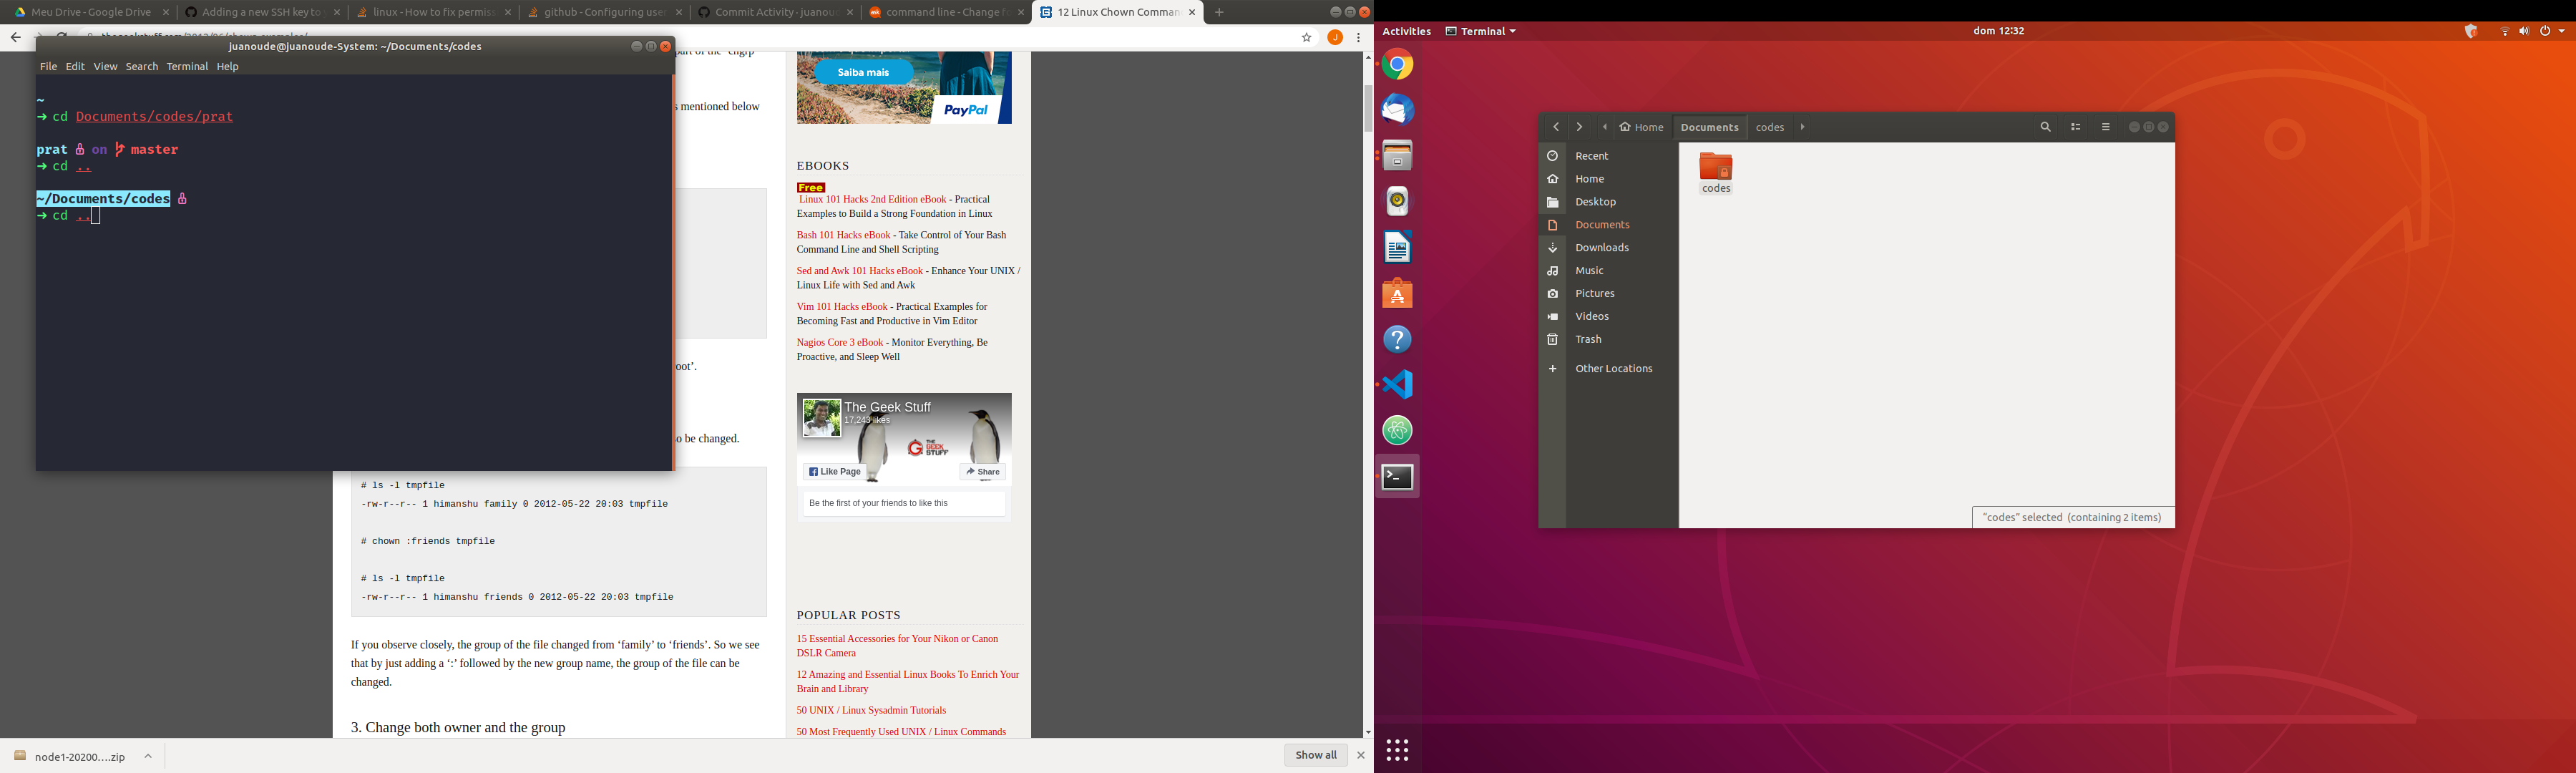 Meu Drive - Google Drive
Adding a new SSH key to
linux - How to fix permiss
github - Configuring user
Commit Activity · juanou
command line - Change f
12 Linux Chown Comman
juanoude@juanoude-System: ~/Documents/codes
File Edit View Search Terminal Help
~
➜ cd Documents/codes/prat
prat on master
➜ cd ..
~/Documents/codes
➜ cd ..
s mentioned below
oot’.
so be changed.
# ls -l tmpfile
-rw-r--r-- 1 himanshu family 0 2012-05-22 20:03 tmpfile
# chown :friends tmpfile
# ls -l tmpfile
-rw-r--r-- 1 himanshu friends 0 2012-05-22 20:03 tmpfile
If you observe closely, the group of the file changed from ‘family’ to ‘friends’. So we see
that by just adding a ‘:’ followed by the new group name, the group of the file can be
changed.
3. Change both owner and the group
Saiba mais
PayPal
EBOOKS
Free
Linux 101 Hacks 2nd Edition eBook - Practical
Examples to Build a Strong Foundation in Linux
Bash 101 Hacks eBook - Take Control of Your Bash
Command Line and Shell Scripting
Sed and Awk 101 Hacks eBook - Enhance Your UNIX /
Linux Life with Sed and Awk
Vim 101 Hacks eBook - Practical Examples for
Becoming Fast and Productive in Vim Editor
Nagios Core 3 eBook - Monitor Everything, Be
Proactive, and Sleep Well
The Geek Stuff
17,243 likes
THE GEEK STUFF
Like Page
Share
Be the first of your friends to like this
POPULAR POSTS
15 Essential Accessories for Your Nikon or Canon
DSLR Camera
12 Amazing and Essential Linux Books To Enrich Your
Brain and Library
50 UNIX / Linux Sysadmin Tutorials
50 Most Frequently Used UNIX / Linux Commands
node1-20200....zip
Show all
J
Activities
Terminal
dom 12:32
Home
Documents
codes
Recent
Home
Desktop
Documents
Downloads
Music
Pictures
Videos
Trash
Other Locations
codes
“codes” selected (containing 2 items)